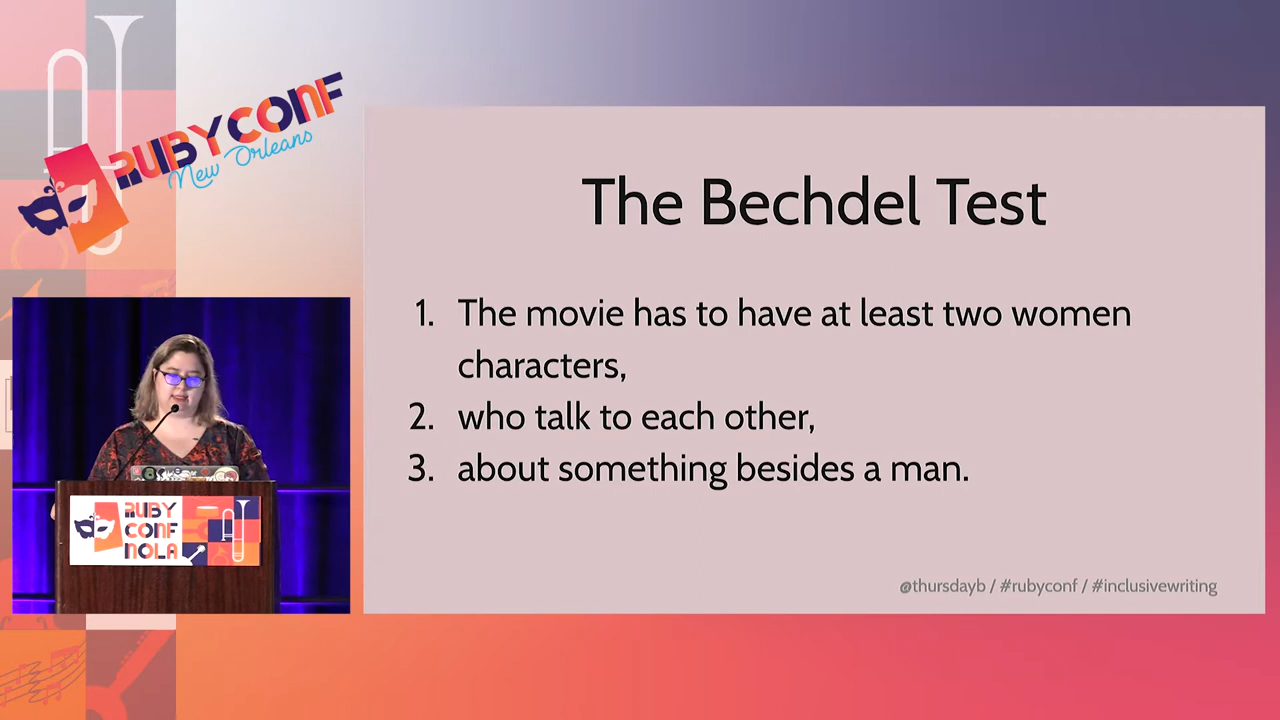 RUBYCONF
New Orleans
The Bechdel Test
1. The movie has to have at least two women
characters,
2. who talk to each other,
3. about something besides a man.
@thursdayb / #rubyconf / #inclusivewriting
RUBY
CONF
NOLA